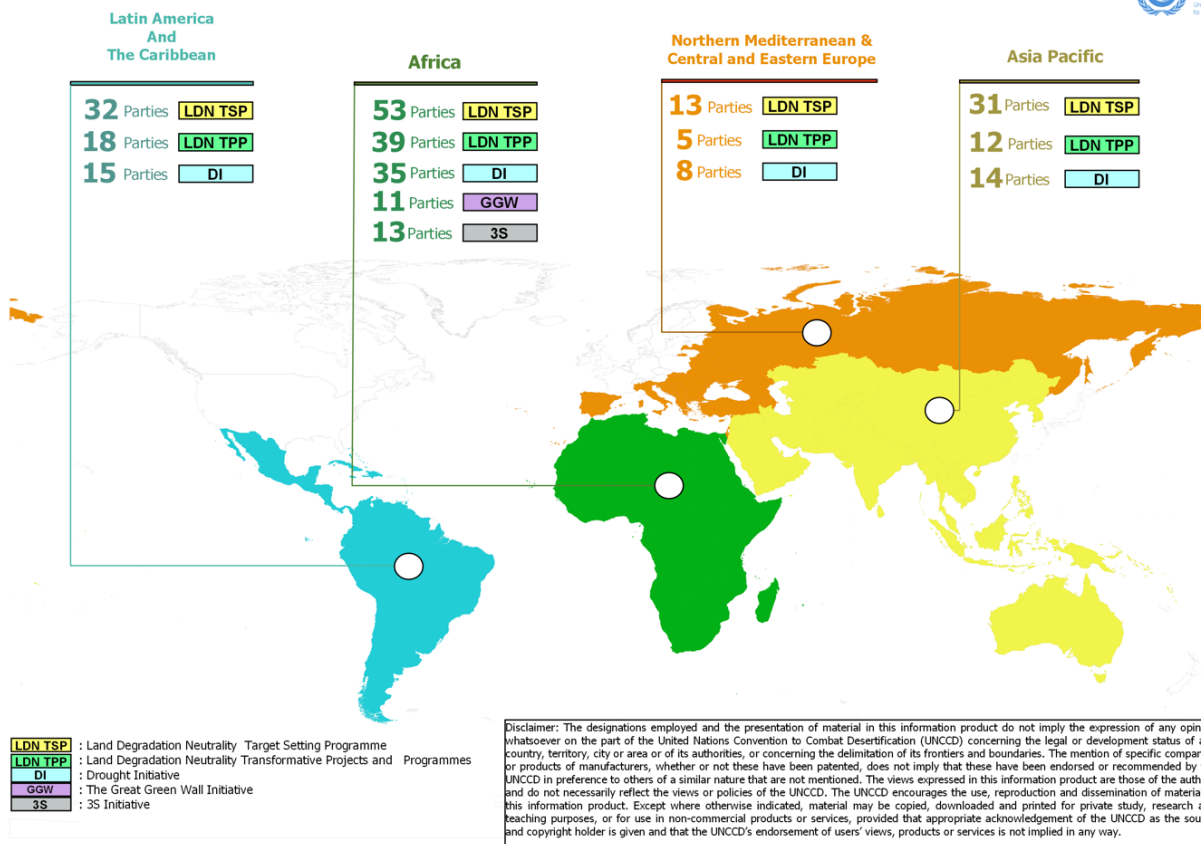 Latin America
And
The Caribbean
32 Parties LDN TSP
18 Parties LDN TPP
15 Parties DI
Africa
53 Parties LDN TSP
39 Parties LDN TPP
35 Parties DI
11 Parties GGW
13 Parties 3S
Northern Mediterranean &
Central and Eastern Europe
13 Parties LDN TSP
5 Parties LDN TPP
8 Parties DI
Asia Pacific
31 Parties LDN TSP
12 Parties LDN TPP
14 Parties DI
LDN TSP : Land Degradation Neutrality Target Setting Programme
LDN TPP : Land Degradation Neutrality Transformative Projects and Programmes
DI : Drought Initiative
GGW : The Great Green Wall Initiative
3S : 3S Initiative
Disclaimer: The designations employed and the presentation of material in this information product do not imply the expression of any
whatsoever on the part of the United Nations Convention to Combat Desertification (UNCCD) concerning the legal or development status of
country, territory, city or area or of its authorities, or concerning the delimitation of its frontiers and boundaries. The mention of specific
or products of manufacturers, whether or not these have been patented, does not imply that these have been endorsed or recommended by
UNCCD in preference to others of a similar nature that are not mentioned. The views expressed in this information product are those of the
and do not necessarily reflect the views or policies of the UNCCD. The UNCCD encourages the use, reproduction and dissemination of
this information product. Except where otherwise indicated, material may be copied, downloaded and printed for private study, research
teaching purposes, or for use in non-commercial products or services, provided that appropriate acknowledgement of the UNCCD as the
and copyright holder is given and that the UNCCD's endorsement of users' views, products or services is not implied in any way.